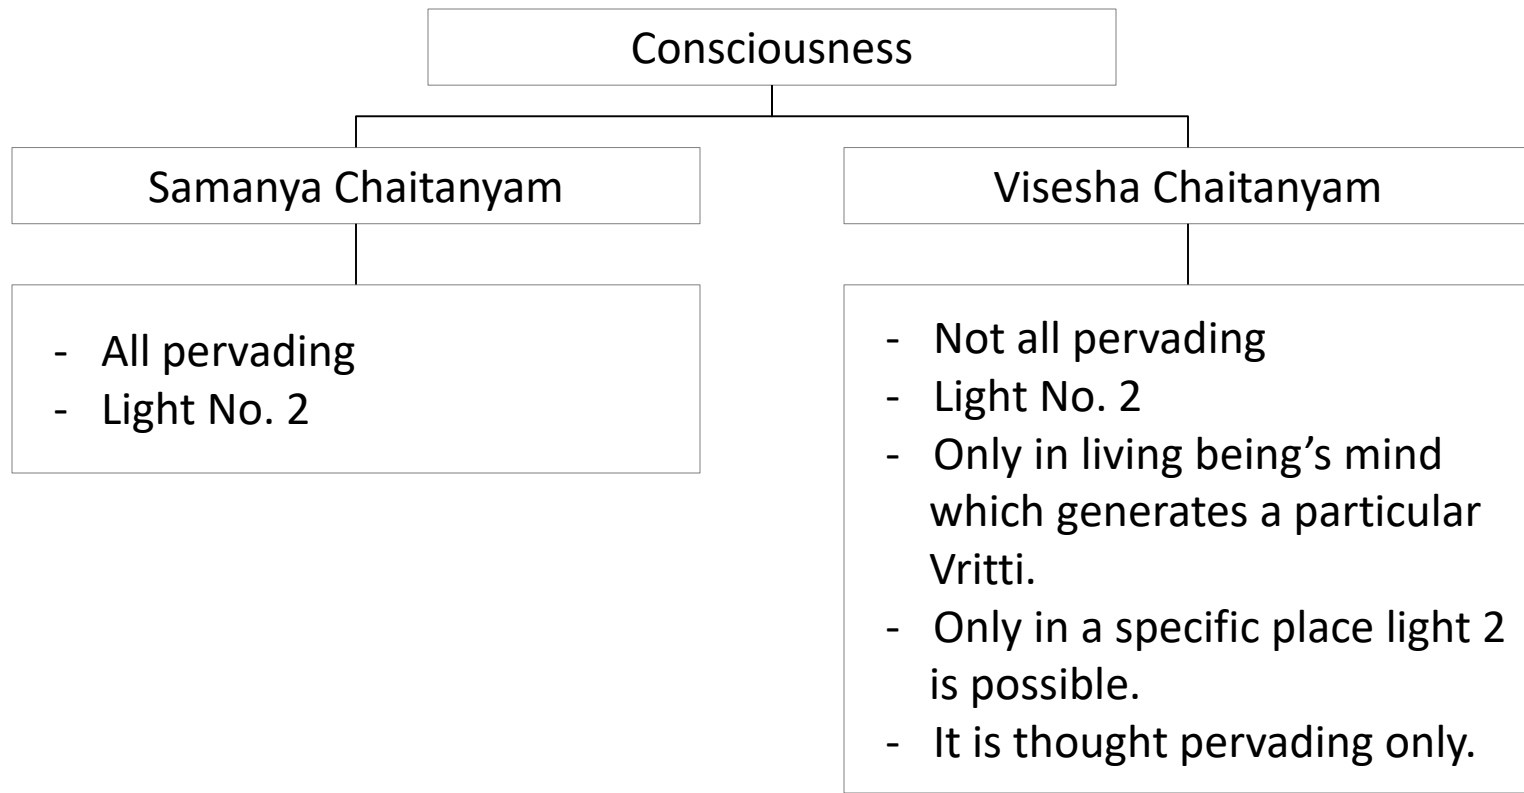 Consciousness
Samanya Chaitanyam
- All pervading
- Light No. 2
Visesha Chaitanyam
- Not all pervading
- Light No. 2
- Only in living being’s mind
which generates a particular
Vritti.
- Only in a specific place light 2
is possible.
- It is thought pervading only.